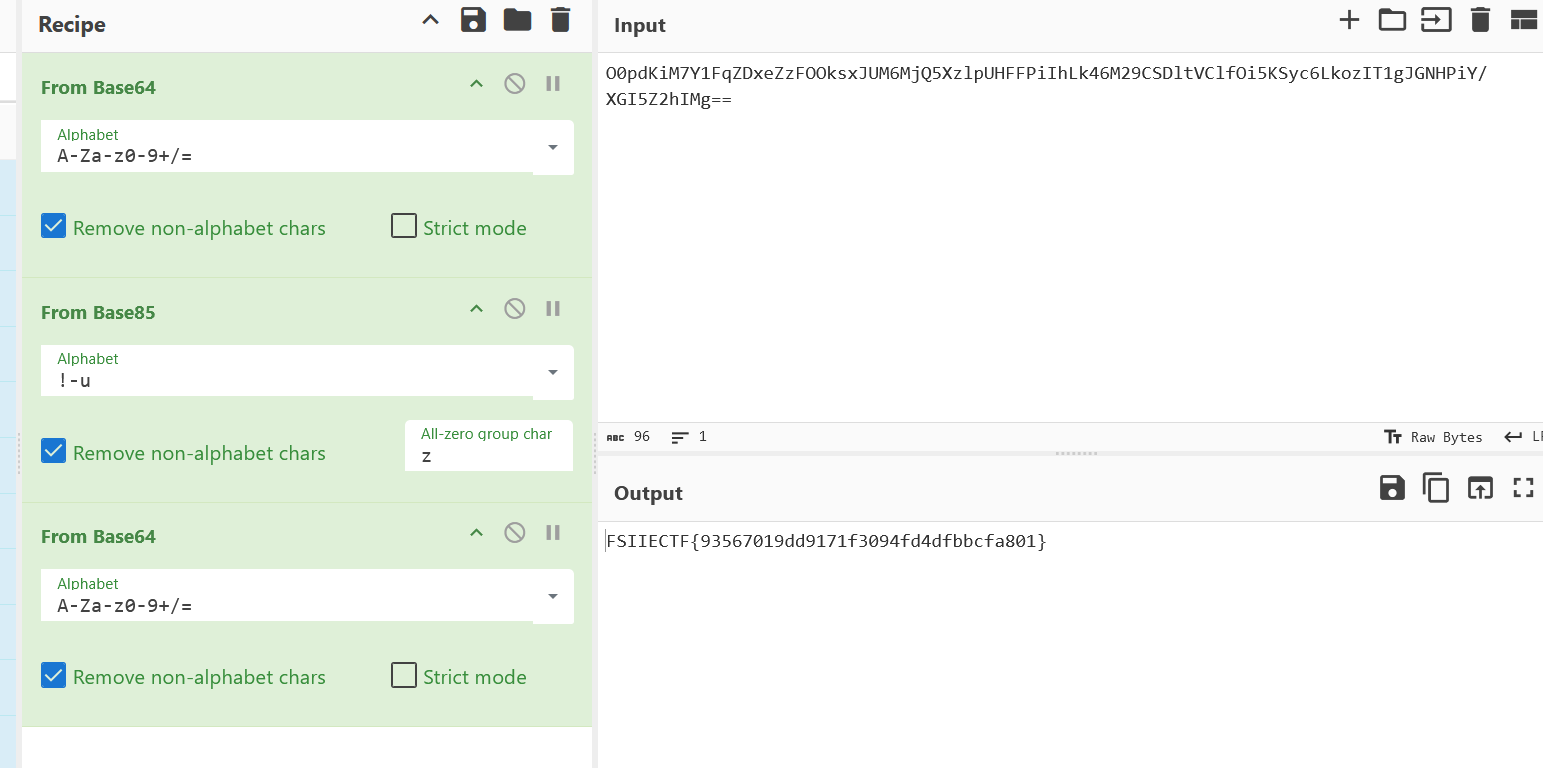 Recipe
From Base64
Alphabet
A-Za-z0-9+/=
Remove non-alphabet chars
Strict mode
From Base85
Alphabet
!-u
Remove non-alphabet chars
All-zero group char
z
From Base64
Alphabet
A-Za-z0-9+/=
Remove non-alphabet chars
Strict mode
Input
O0pdKiM7Y1FqZDxeZzFOOksxJUM6MjQ5XzlpUHFFPiIhLk46M29CSDltVClfOi5KSyc6LkozIT1gJGNHPiY/
XGI5Z2hIMg==
ABC 96
1
Raw Bytes
Output
FSIIECTF{93567019dd9171f3094fd4dfbbcfa801}